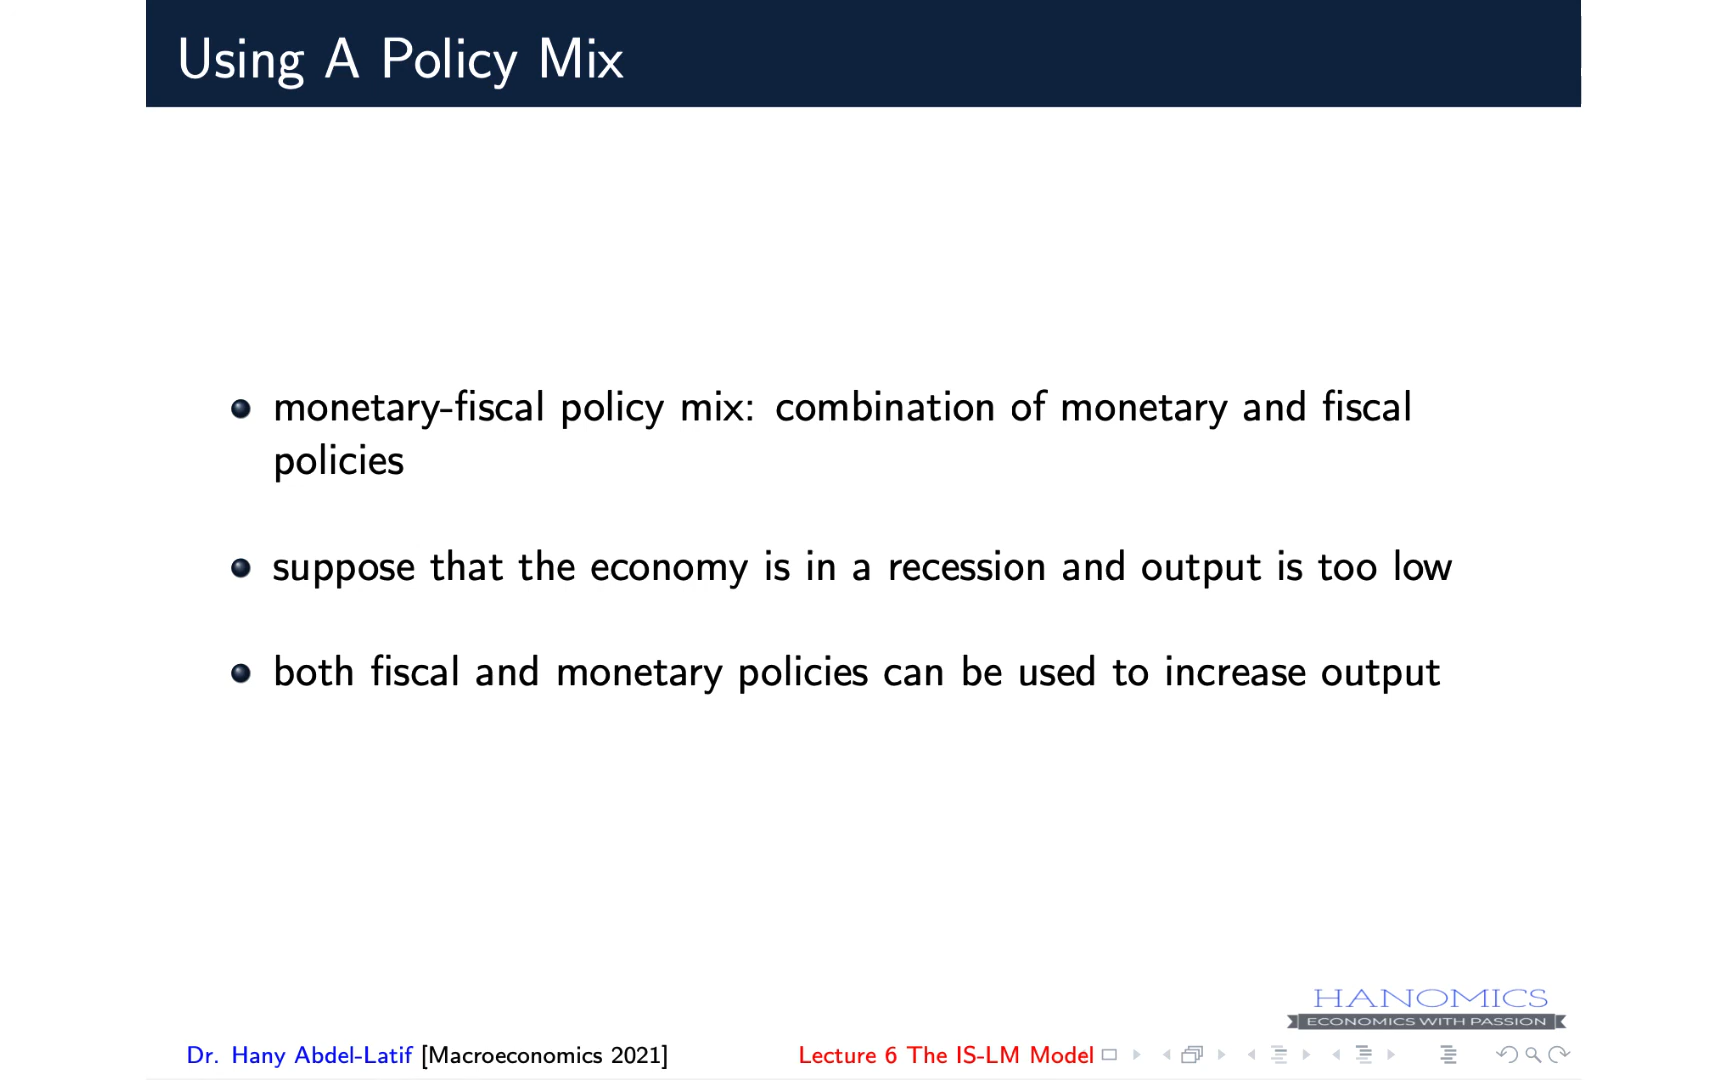 Using A Policy Mix
monetary-fiscal policy mix: combination of monetary and fiscal
policies
suppose that the economy is in a recession and output is too low
both fiscal and monetary policies can be used to increase output
HANOMICS
ECONOMICS WITH PASSION
Dr. Hany Abdel-Latif [Macroeconomics 2021] Lecture 6 The IS-LM Model